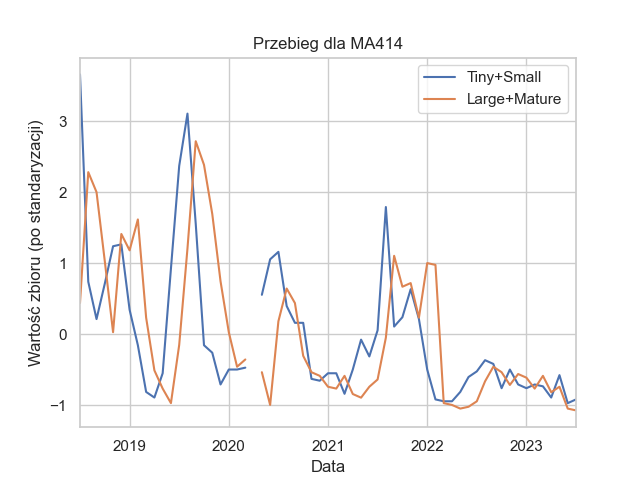 Przebieg dla MA414
Tiny+Small
Large+Mature
Wartość zbioru (po standaryzacji)
3
2
1
0
−1
2019 2020 2021 2022 2023
Data